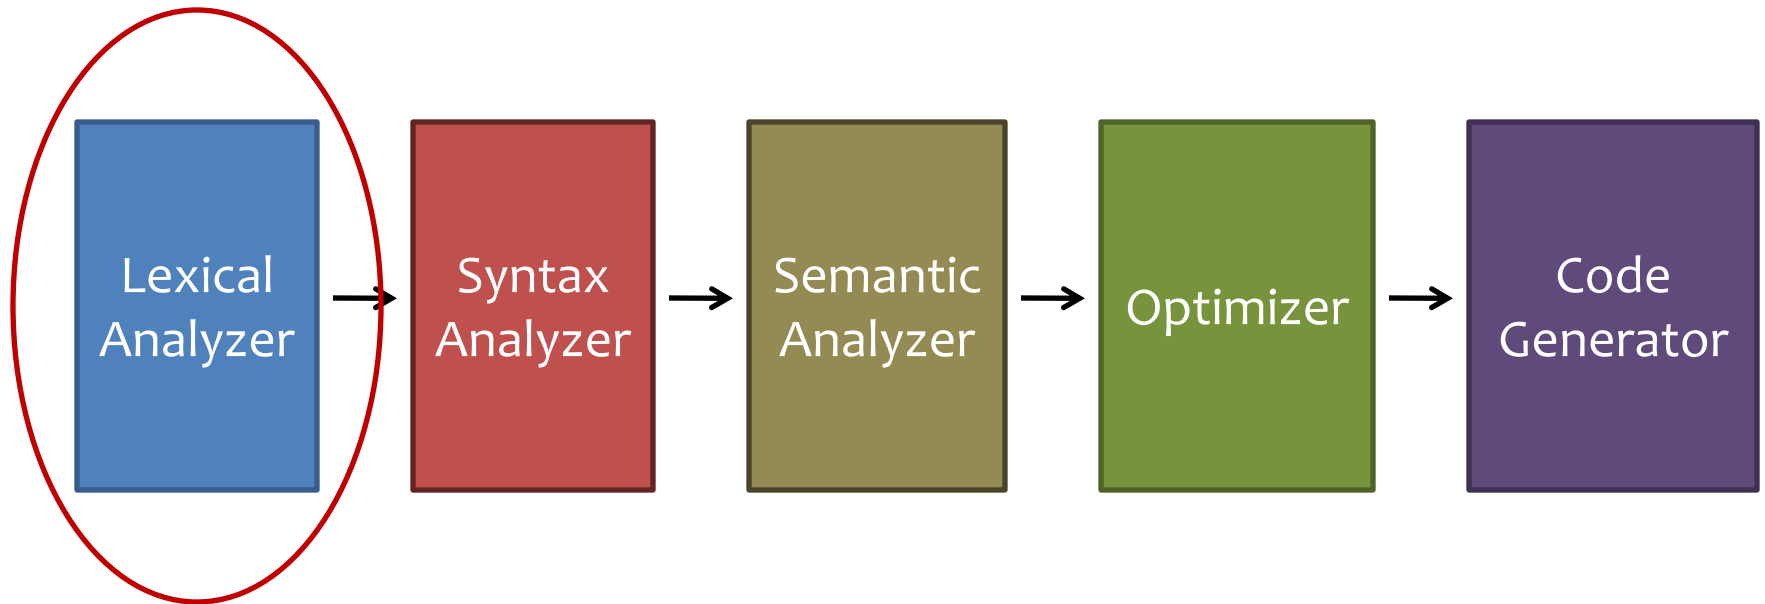 Lexical
Analyzer
Syntax
Analyzer
Semantic
Analyzer
Optimizer
Code
Generator